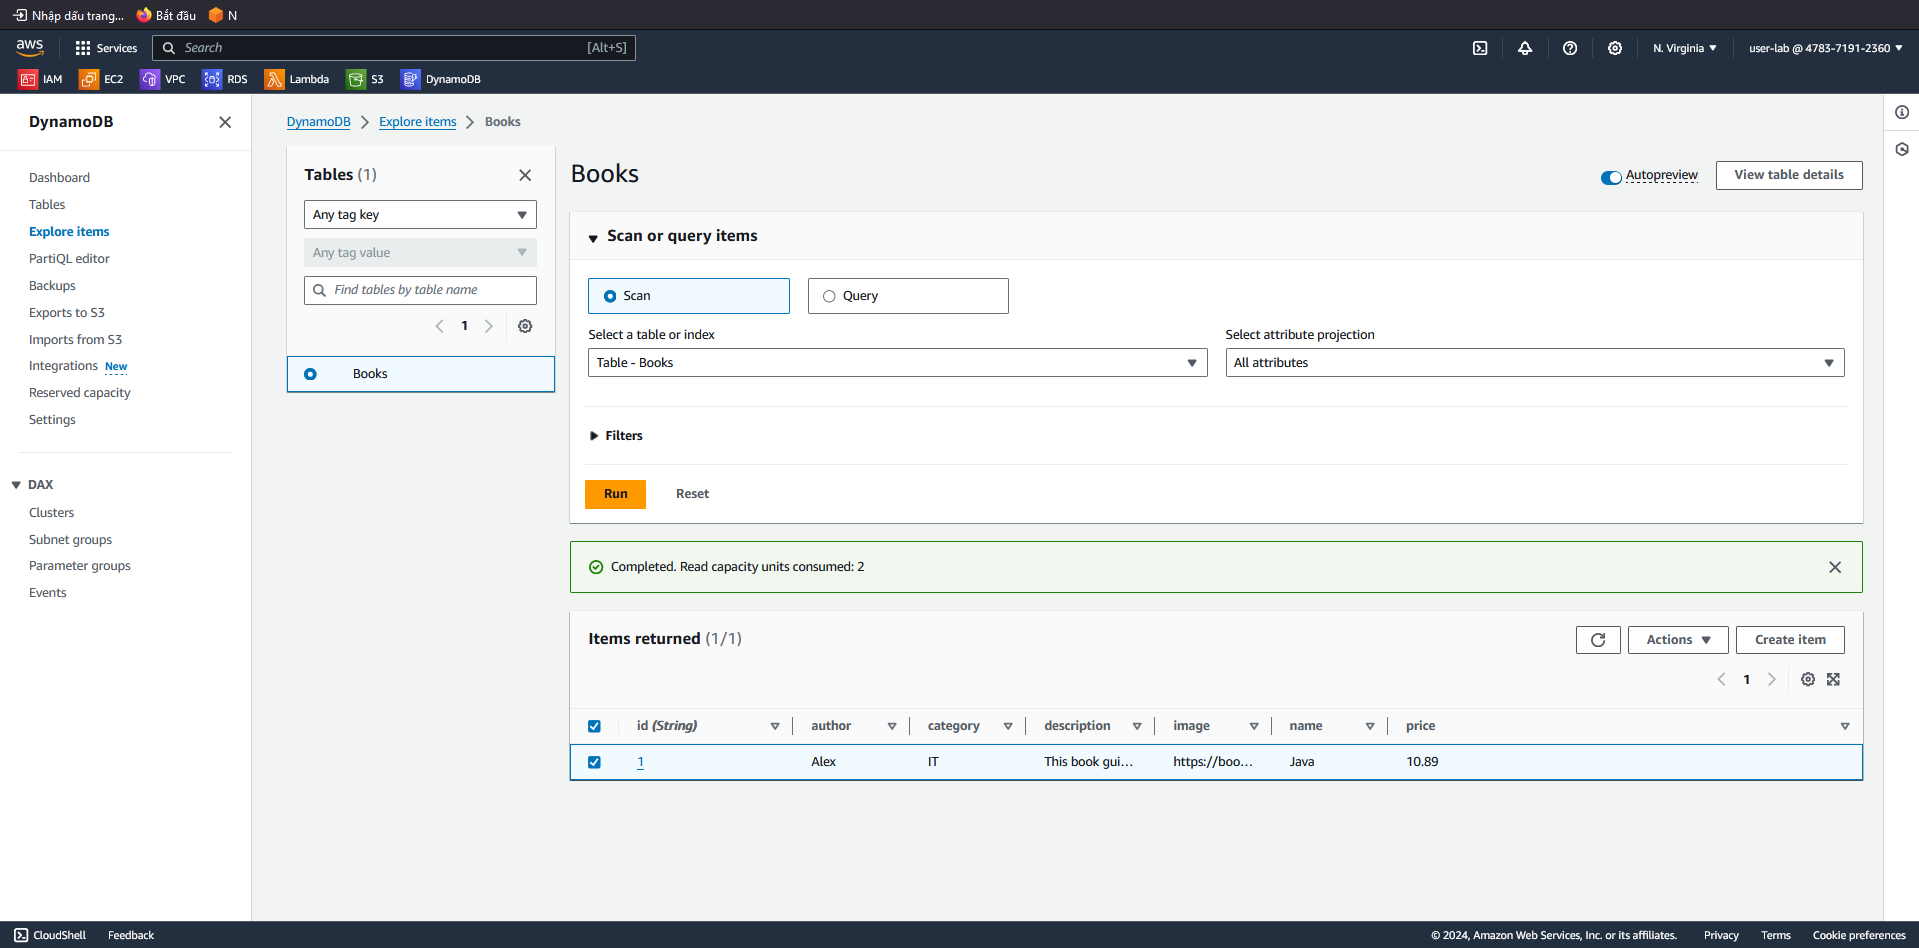 Nhập dấu trang... Bắt đầu N
aws Services Search [Alt+S] N. Virginia user-lab @ 4783-7191-2360
IAM EC2 VPC RDS Lambda S3 DynamoDB
DynamoDB
Dashboard
Tables
Explore items
PartiQL editor
Backups
Exports to S3
Imports from S3
Integrations New
Reserved capacity
Settings
DAX
Clusters
Subnet groups
Parameter groups
Events
DynamoDB Explore items Books
Tables (1)
Any tag key
Any tag value
Find tables by table name
1
Books
Books
Autopreview View table details
Scan or query items
Scan Query
Select a table or index Select attribute projection
Table - Books All attributes
Filters
Run Reset
Completed. Read capacity units consumed: 2
Items returned (1/1) Actions Create item
1
id (String) author category description image name price
1 Alex IT This book gui... https://boo... Java 10.89
CloudShell Feedback © 2024, Amazon Web Services, Inc. or its affiliates. Privacy Terms Cookie preferences